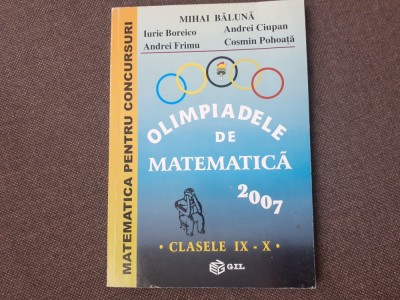 MATEMATICA PENTRU CONCURSURI
MIHAI BĂLUNĂ
Iurie Boreico
Andrei Ciupan
Andrei Frimu
Cosmin Pohoață
OLIMPIADELE
DE
MATEMATICĂ
2007
• CLASELE IX - X •
GIL